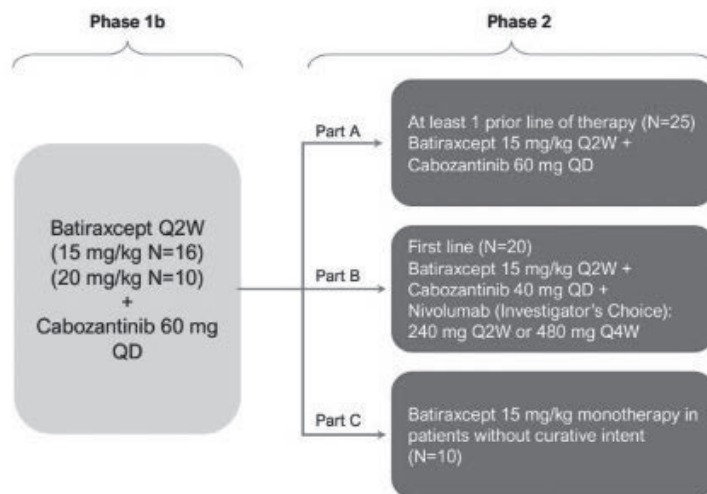 Phase 1b
Phase 2
Batiraxcept Q2W
(15 mg/kg N=16)
(20 mg/kg N=10)
+
Cabozantinib 60 mg
QD
Part A
At least 1 prior line of therapy (N=25)
Batiraxcept 15 mg/kg Q2W +
Cabozantinib 60 mg QD
Part B
First line (N=20)
Batiraxcept 15 mg/kg Q2W +
Cabozantinib 40 mg QD +
Nivolumab (Investigator's Choice):
240 mg Q2W or 480 mg Q4W
Part C
Batiraxcept 15 mg/kg monotherapy in
patients without curative intent
(N=10)